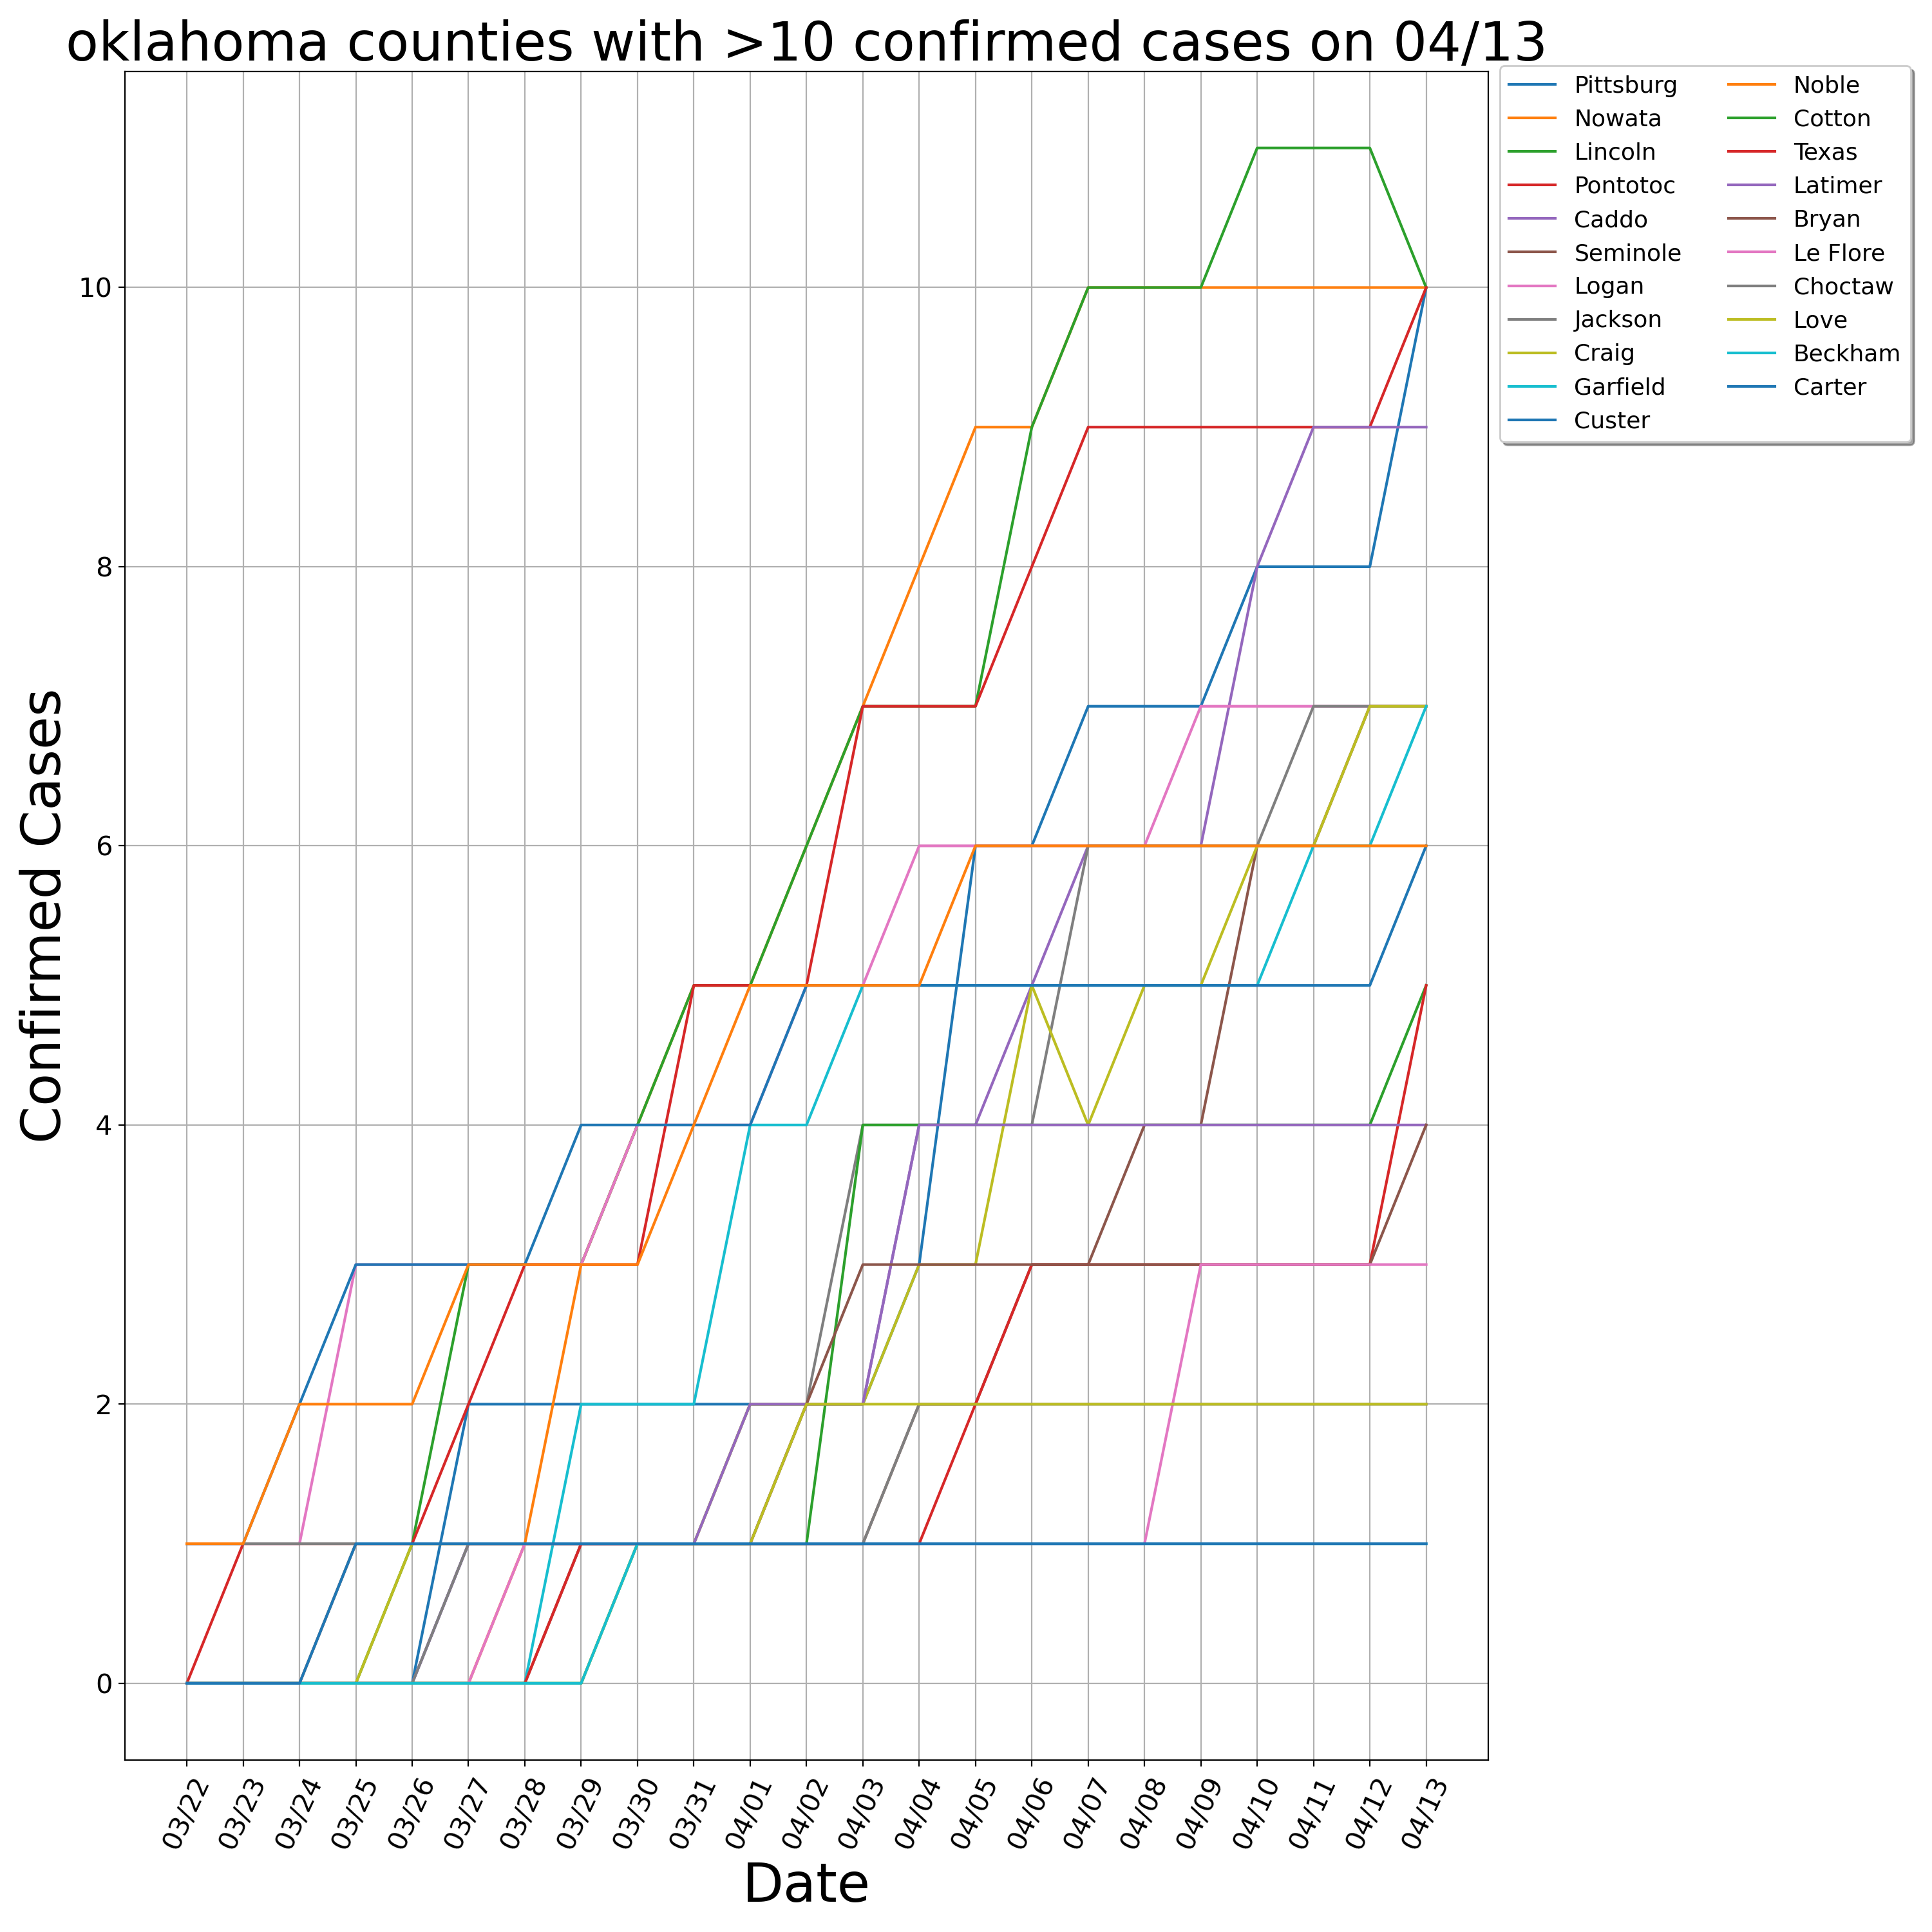 oklahoma counties with >10 confirmed cases on 04/13
Pittsburg
Nowata
Lincoln
Pontotoc
Caddo
Seminole
Logan
Jackson
Craig
Garfield
Custer
Noble
Cotton
Texas
Latimer
Bryan
Le Flore
Choctaw
Love
Beckham
Carter
Confirmed Cases
10
8
6
4
2
0
03/22
03/23
03/24
03/25
03/26
03/27
03/28
03/29
03/30
03/31
04/01
04/02
04/03
04/04
04/05
04/06
04/07
04/08
04/09
04/10
04/11
04/12
04/13
Date